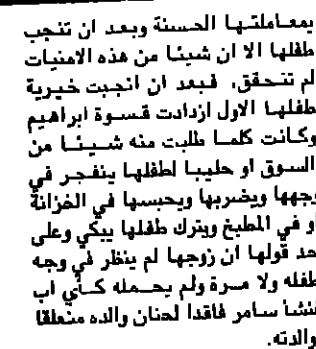 بمعاملتها الحسنة وبعد ان تنجب
طفلها الا ان شيئا من هذه الامنيات
لم تتحقق. فبعد ان انجبت خيرية
طفلها الاول ازدادت قسوة ابراهيم
وكانت كلما طلبت منه شيئا من
السوق او حليبا لطفلها ينفجر في
وجهها ويضربها ويحبسها في الخزانة
او في المطبخ ويترك طفلها يبكي وعلى
حد قولها ان زوجها لم ينظر في وجه
طفله ولا مرة ولم يحمله كأي اب
فنشأ سامر فاقدا لحنان والده متعلقا
والدته.